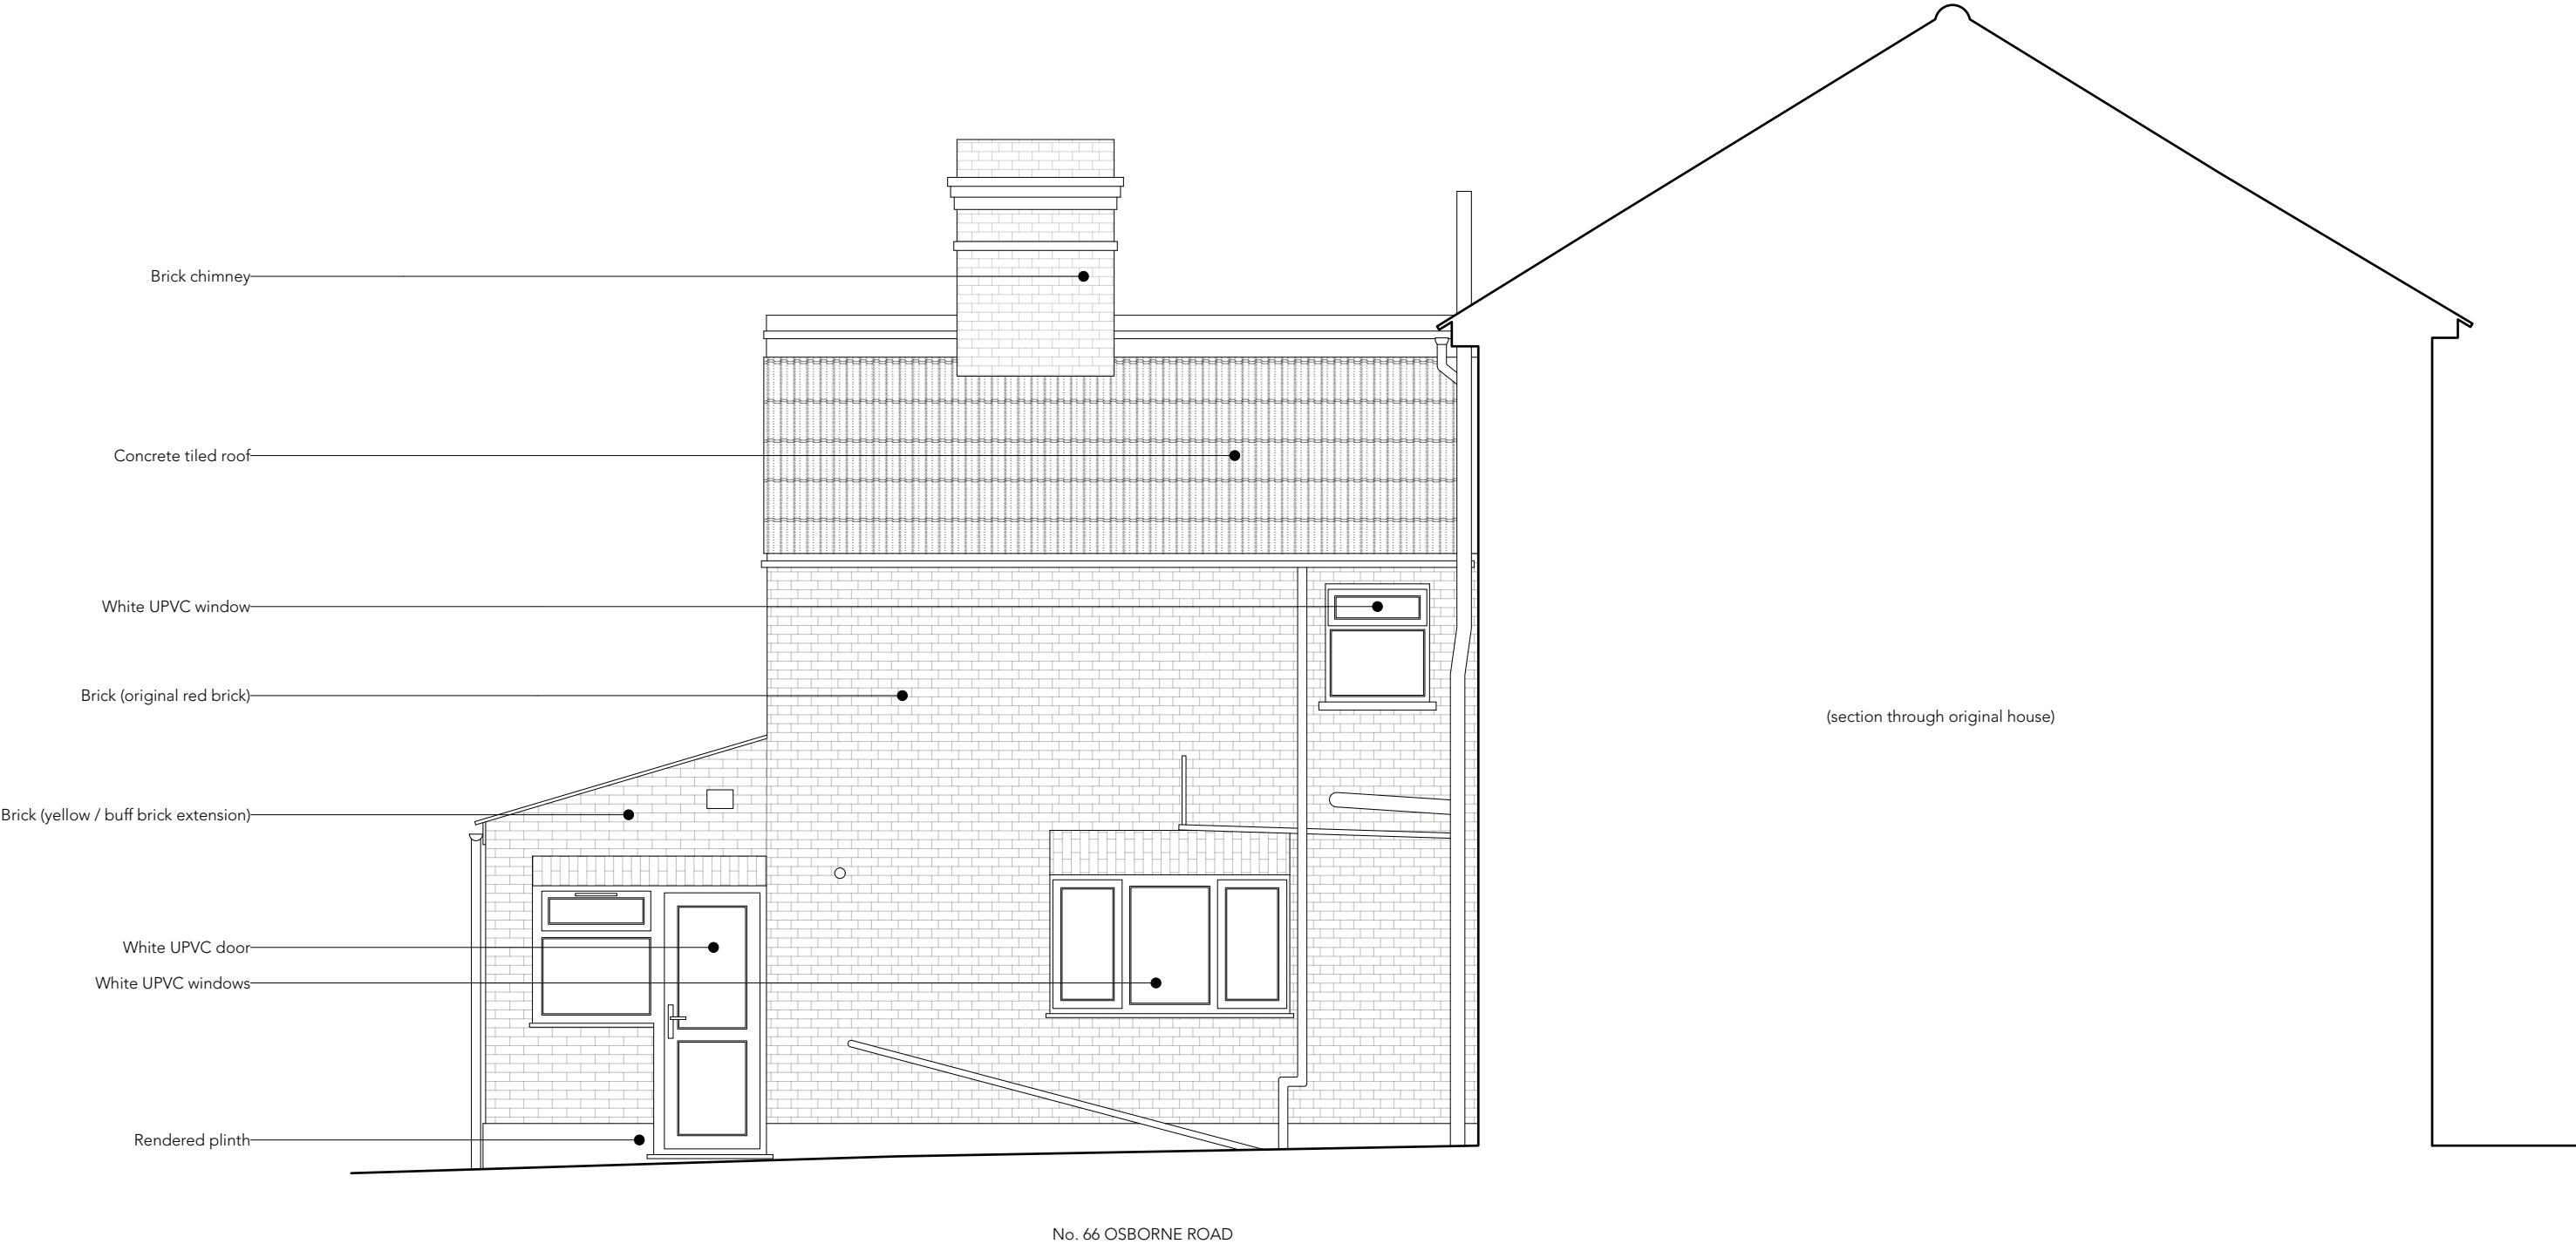 Brick chimney
Concrete tiled roof
White UPVC window
Brick (original red brick)
(section through original house)
Brick (yellow / buff brick extension)
White UPVC door
White UPVC windows
Rendered plinth
No. 66 OSBORNE ROAD